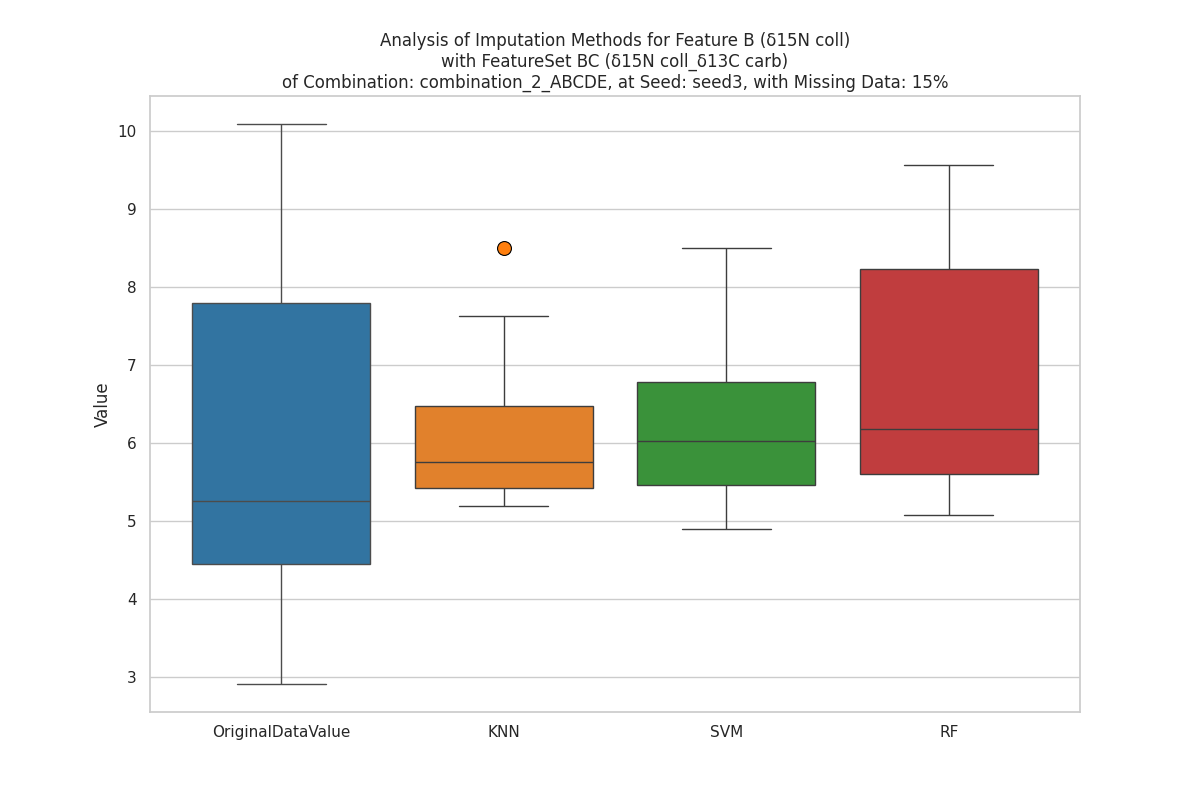 Analysis of Imputation Methods for Feature B (δ15N coll)
with FeatureSet BC (δ15N coll_δ13C carb)
of Combination: combination_2_ABCDE, at Seed: seed3, with Missing Data: 15%
10
9
8
7
6
5
4
3
Value
OriginalDataValue
KNN
SVM
RF